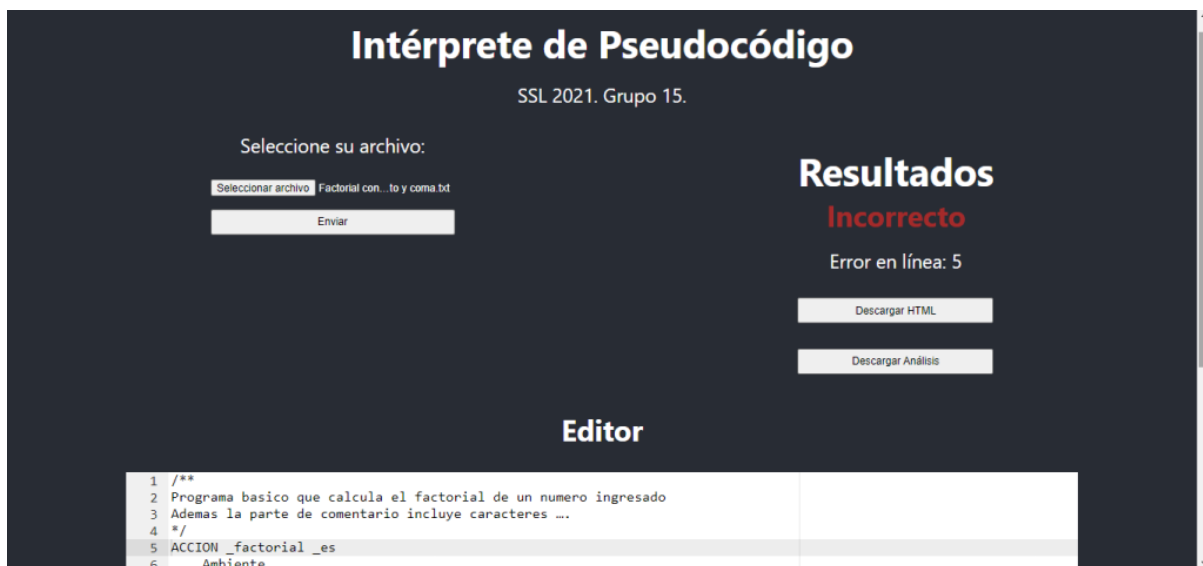 Intérprete de Pseudocódigo
SSL 2021. Grupo 15.
Seleccione su archivo:
Seleccionar archivo Factorial con...to y coma.txt
Enviar
Resultados
Incorrecto
Error en línea: 5
Descargar HTML
Descargar Análisis
Editor
1 /**
2 Programa basico que calcula el factorial de un numero ingresado
3 Ademas la parte de comentario incluye caracteres ….
4 */
5 ACCION _factorial _es
6 Ambiente